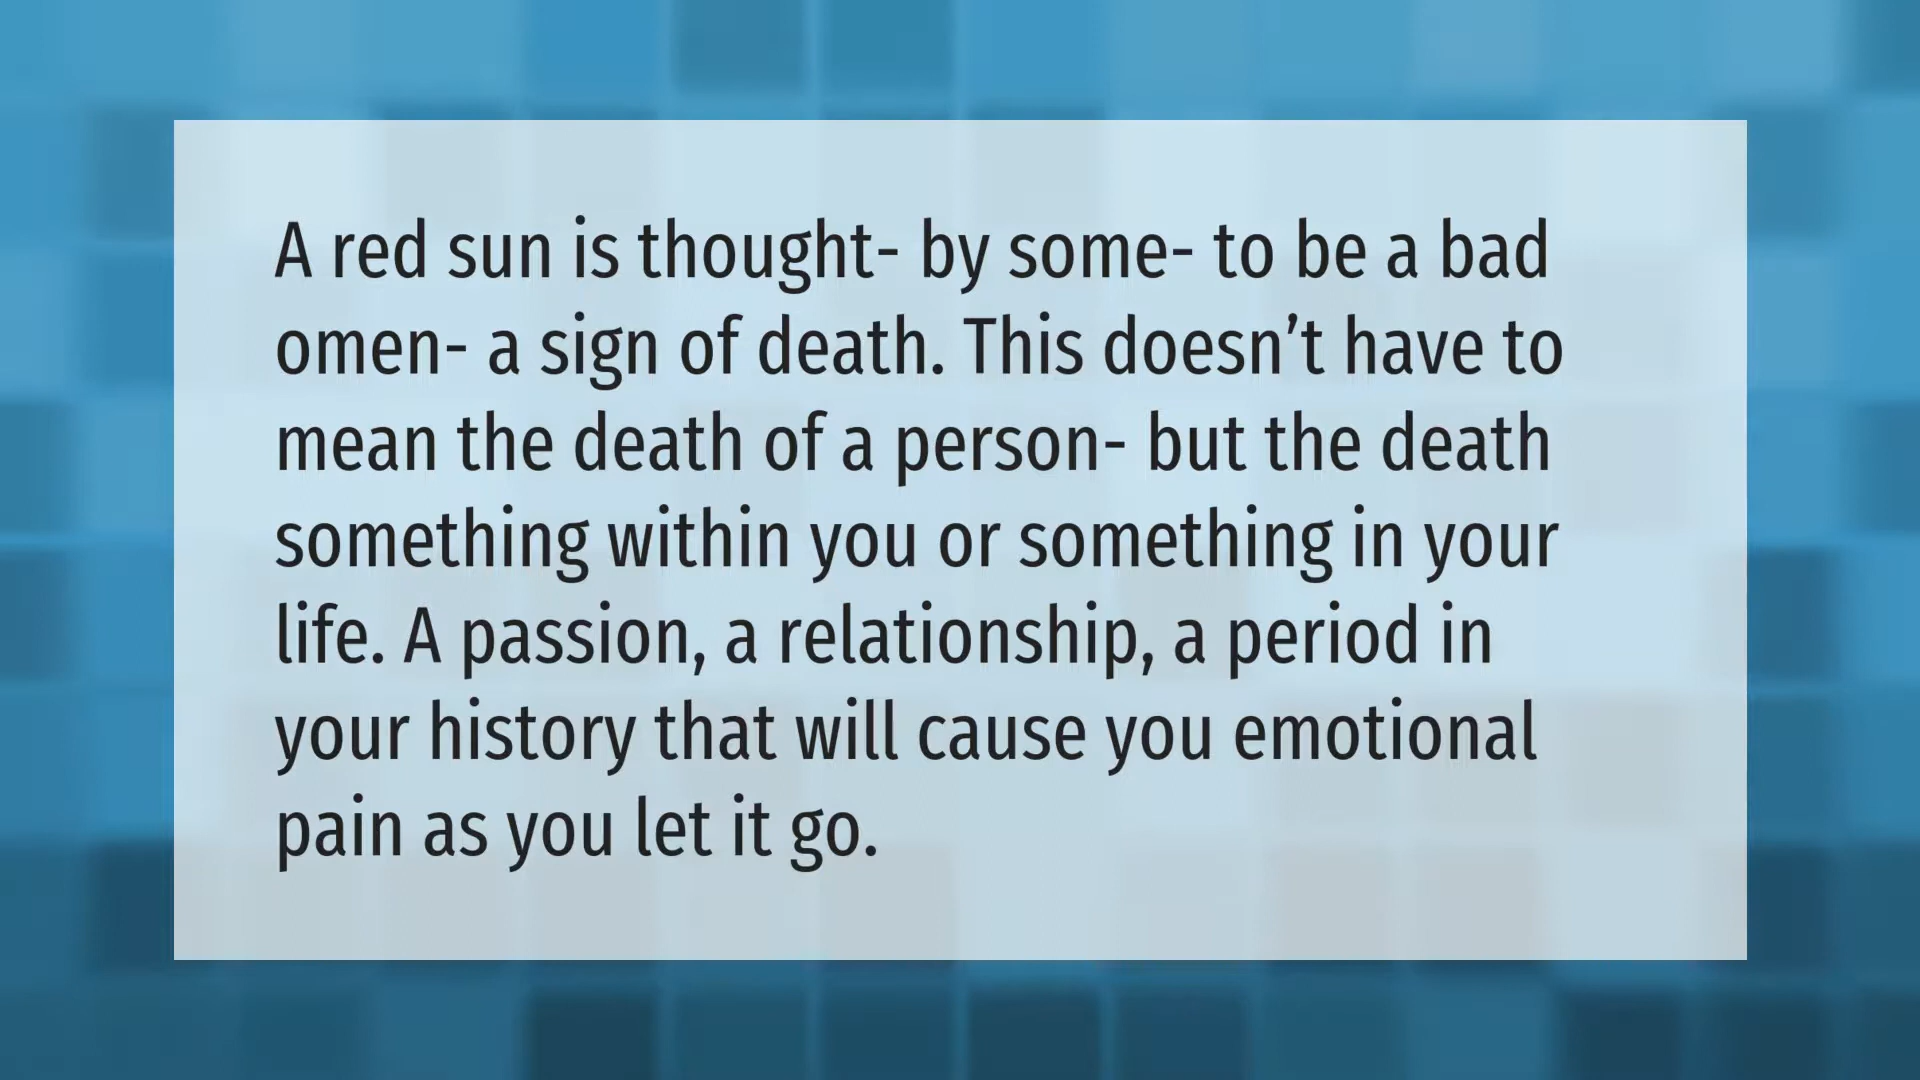 A red sun is thought- by some- to be a bad
omen- a sign of death. This doesn’t have to
mean the death of a person- but the death
something within you or something in your
life. A passion, a relationship, a period in
your history that will cause you emotional
pain as you let it go.